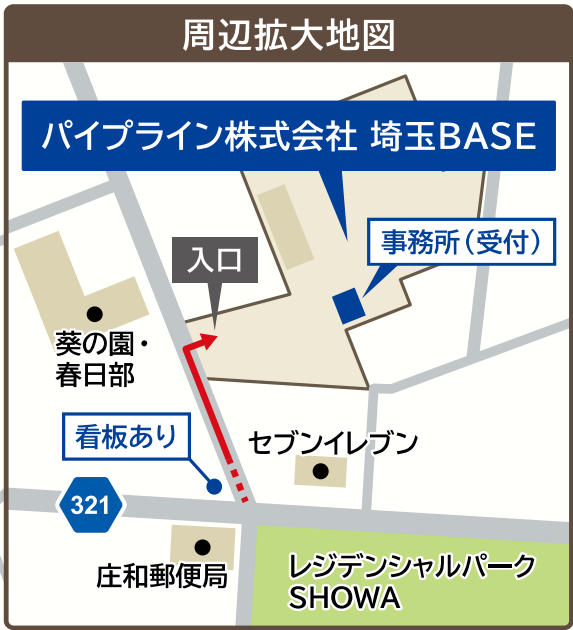 周辺拡大地図
パイプライン株式会社 埼玉BASE
事務所（受付）
入口
葵の園・
春日部
看板あり
セブンイレブン
321
庄和郵便局
レジデンシャルパーク
SHOWA